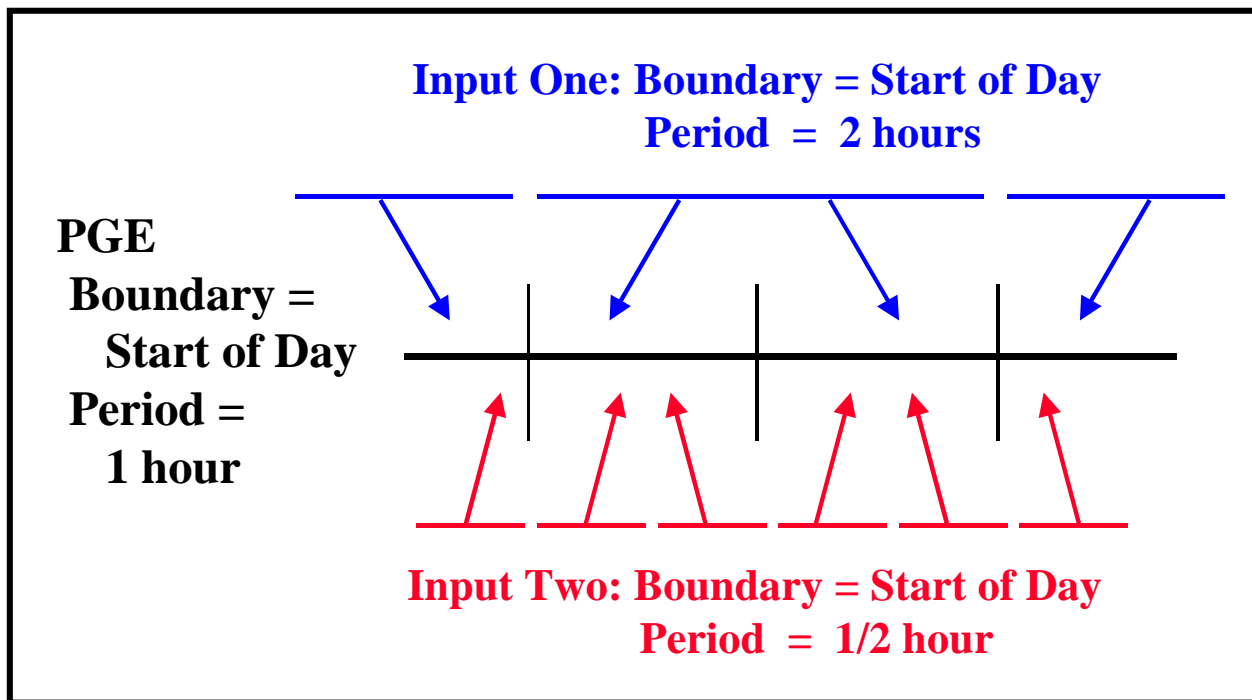 Input One: Boundary = Start of Day
Period = 2 hours
PGE
Boundary =
Start of Day
Period =
1 hour
Input Two: Boundary = Start of Day
Period = 1/2 hour